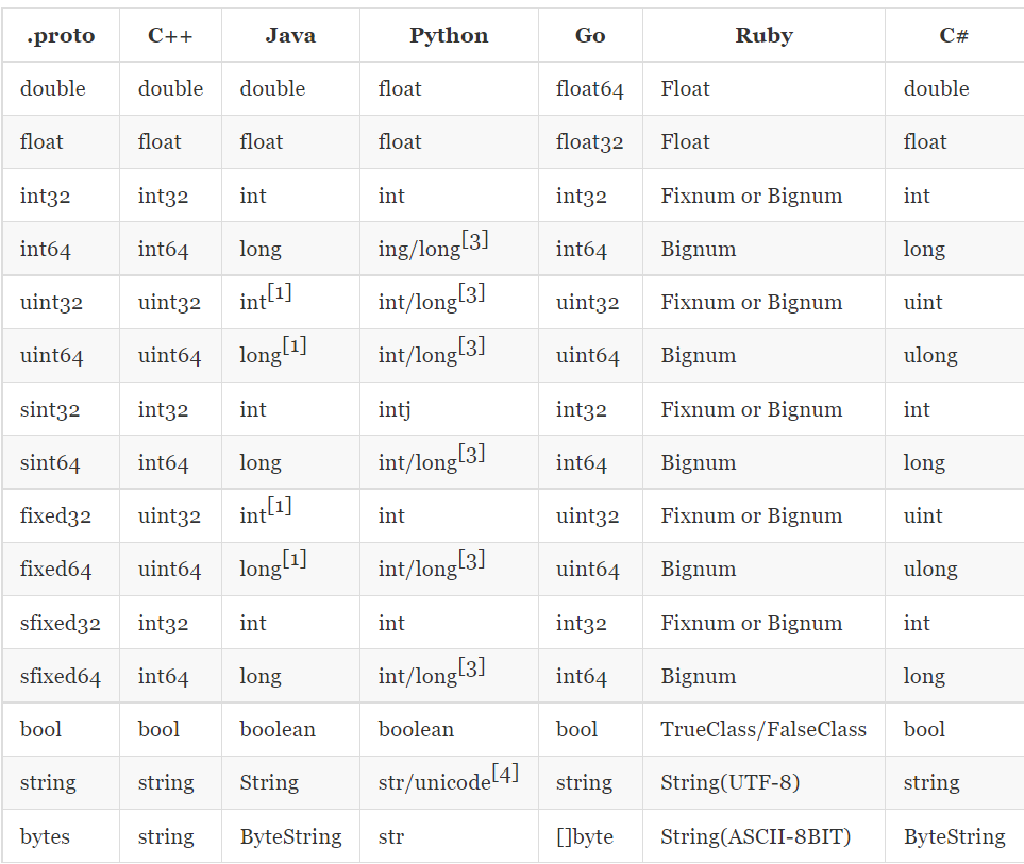 .proto C++ Java Python Go Ruby C#
double double double float float64 Float double
float float float float float32 Float float
int32 int32 int int int32 Fixnum or Bignum int
int64 int64 long ing/long[3] int64 Bignum long
uint32 uint32 int[1] int/long[3] uint32 Fixnum or Bignum uint
uint64 uint64 long[1] int/long[3] uint64 Bignum ulong
sint32 int32 int intj int32 Fixnum or Bignum int
sint64 int64 long int/long[3] int64 Bignum long
fixed32 uint32 int[1] int uint32 Fixnum or Bignum uint
fixed64 uint64 long[1] int/long[3] uint64 Bignum ulong
sfixed32 int32 int int int32 Fixnum or Bignum int
sfixed64 int64 long int/long[3] int64 Bignum long
bool bool boolean boolean bool TrueClass/FalseClass bool
string string String str/unicode[4] string String(UTF-8) string
bytes string ByteString str []byte String(ASCII-8BIT) ByteString